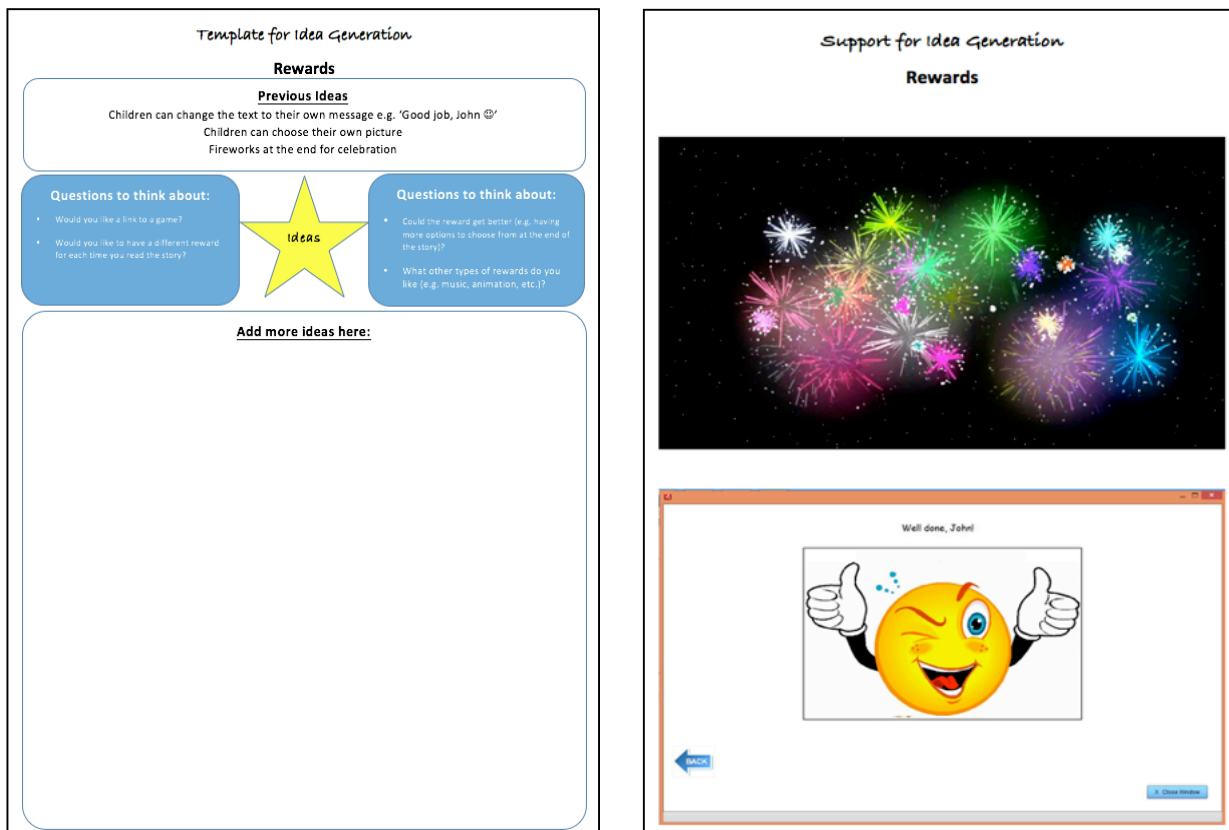 Template for Idea Generation
Rewards
Previous Ideas
Children can change the text to their own message e.g. ‘Good job, John ☺’
Children can choose their own picture
Fireworks at the end for celebration
Questions to think about:
• Would you like a link to a game?
• Would you like to have a different reward
for each time you read the story?
Ideas
Questions to think about:
• Could the reward get better (e.g. having
more options to choose from at the end of
the story)?
• What other types of rewards do you
like (e.g. music, animation, etc.)?
Add more ideas here:
Support for Idea Generation
Rewards
Well done, John!
BACK
X Close Window